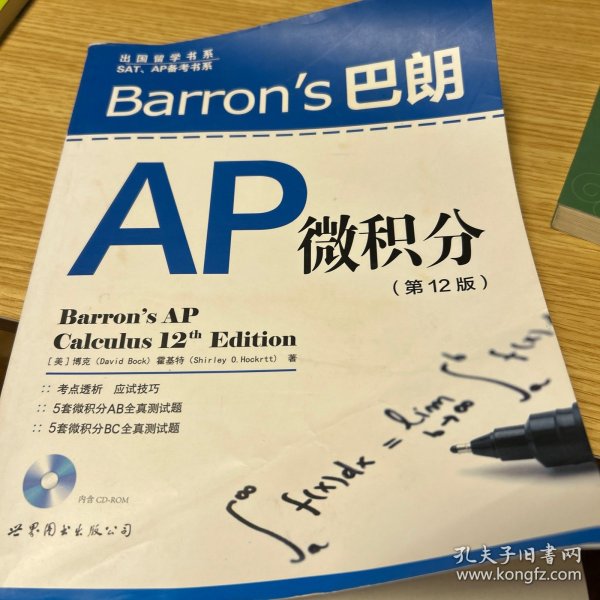 出国留学书系
SAT、AP备考书系
Barron's 巴朗
AP 微积分
（第12版）
Barron's AP
Calculus 12th Edition
[美] 博克（David Bock）霍基特（Shirley O.Hockrtt） 著
:: 考点透析 应试技巧
:: 5套微积分AB全真测试题
:: 5套微积分BC全真测试题
∫a∞ f(x)dx = lim b→∞ ∫ab f(x)
内含 CD-ROM
世界图书出版公司
孔夫子旧书网
www.kongfz.com